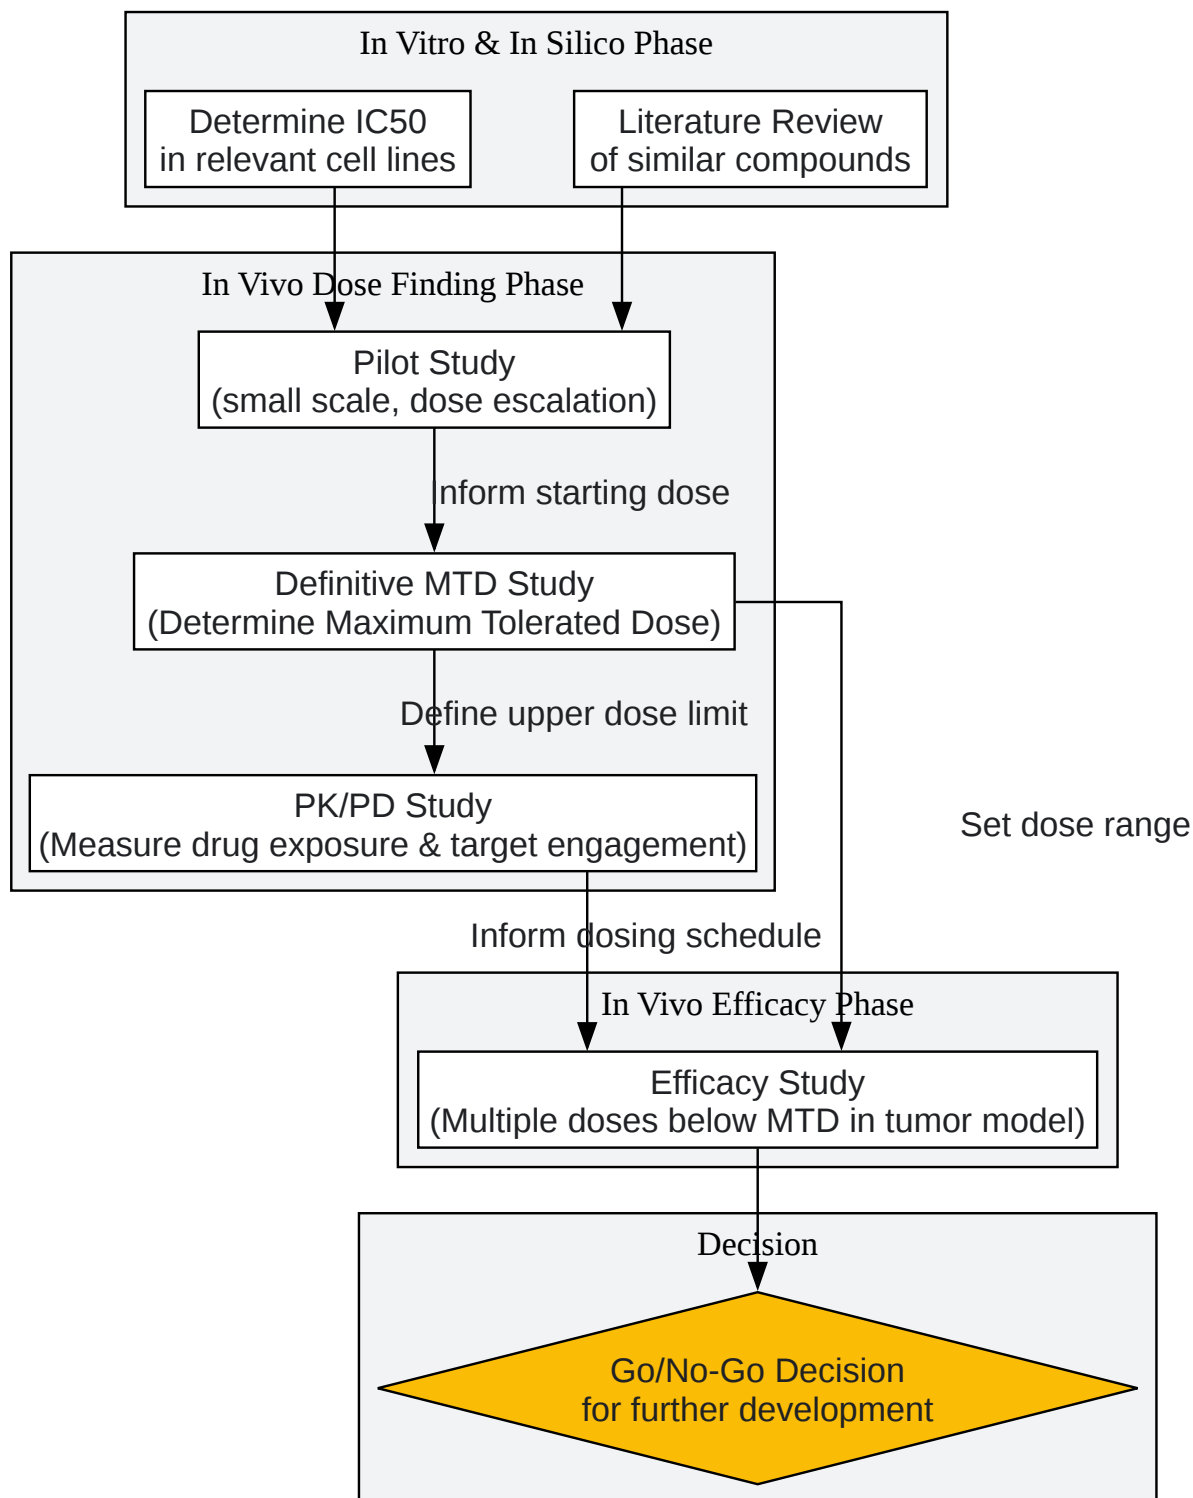 In Vitro & In Silico Phase
Determine IC50
in relevant cell lines
Literature Review
of similar compounds
In Vivo Dose Finding Phase
Pilot Study
(small scale, dose escalation)
Inform starting dose
Definitive MTD Study
(Determine Maximum Tolerated Dose)
Define upper dose limit
PK/PD Study
(Measure drug exposure & target engagement)
Set dose range
Inform dosing schedule
In Vivo Efficacy Phase
Efficacy Study
(Multiple doses below MTD in tumor model)
Decision
Go/No-Go Decision
for further development